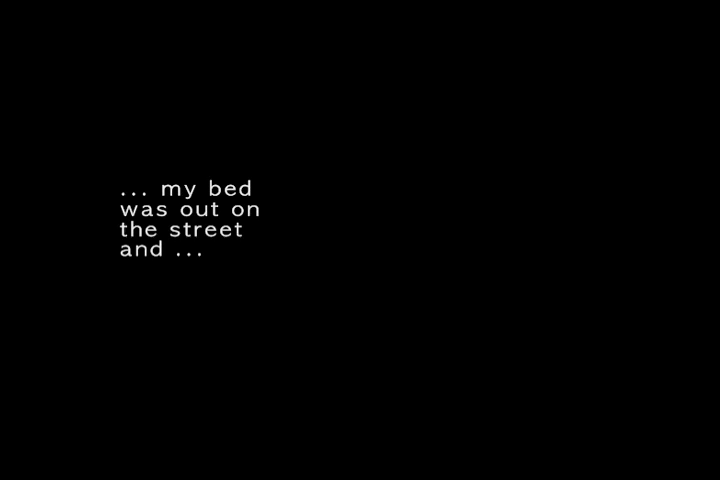 ... my bed
was out on
the street
and ...